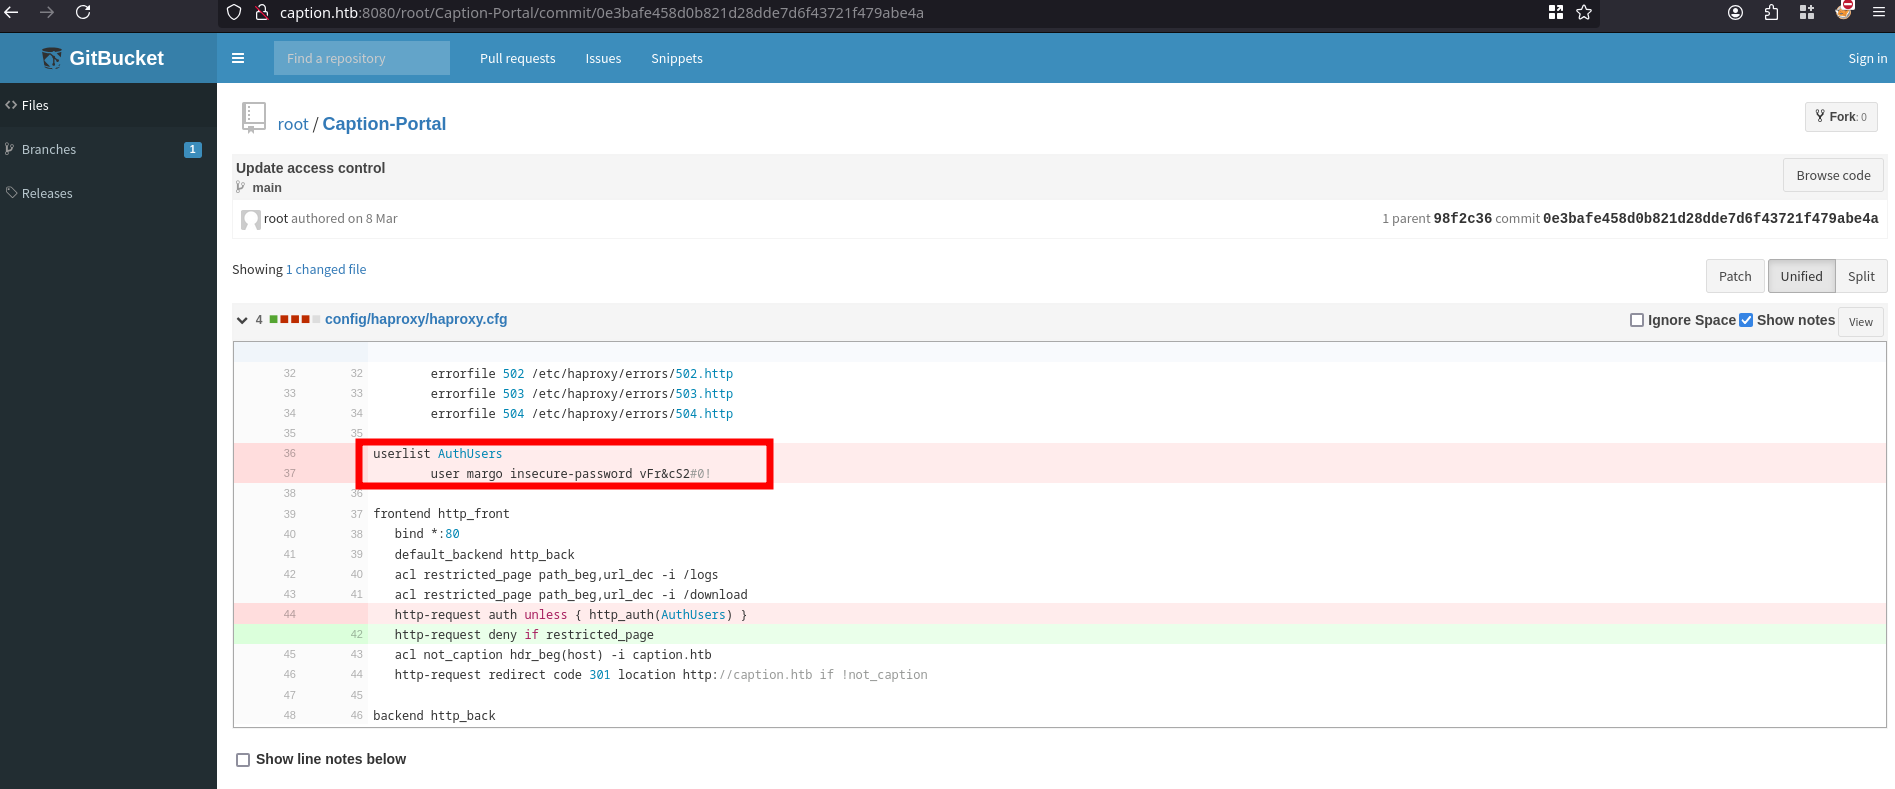 caption.htb:8080/root/Caption-Portal/commit/0e3bafe458d0b821d28dde7d6f43721f479abe4a
GitBucket
Find a repository
Pull requests
Issues
Snippets
Sign in
Files
Branches 1
Releases
root / Caption-Portal
Fork: 0
Update access control
main
Browse code
root authored on 8 Mar
1 parent 98f2c36 commit 0e3bafe458d0b821d28dde7d6f43721f479abe4a
Showing 1 changed file
Patch Unified Split
4 config/haproxy/haproxy.cfg
Ignore Space Show notes View
32 32 errorfile 502 /etc/haproxy/errors/502.http
33 33 errorfile 503 /etc/haproxy/errors/503.http
34 34 errorfile 504 /etc/haproxy/errors/504.http
35 35
36 userlist AuthUsers
37 user margo insecure-password vFr&cS2#0!
38 36
39 37 frontend http_front
40 38 bind *:80
41 39 default_backend http_back
42 40 acl restricted_page path_beg,url_dec -i /logs
43 41 acl restricted_page path_beg,url_dec -i /download
44 http-request auth unless { http_auth(AuthUsers) }
42 http-request deny if restricted_page
45 43 acl not_caption hdr_beg(host) -i caption.htb
46 44 http-request redirect code 301 location http://caption.htb if !not_caption
47 45
48 46 backend http_back
Show line notes below